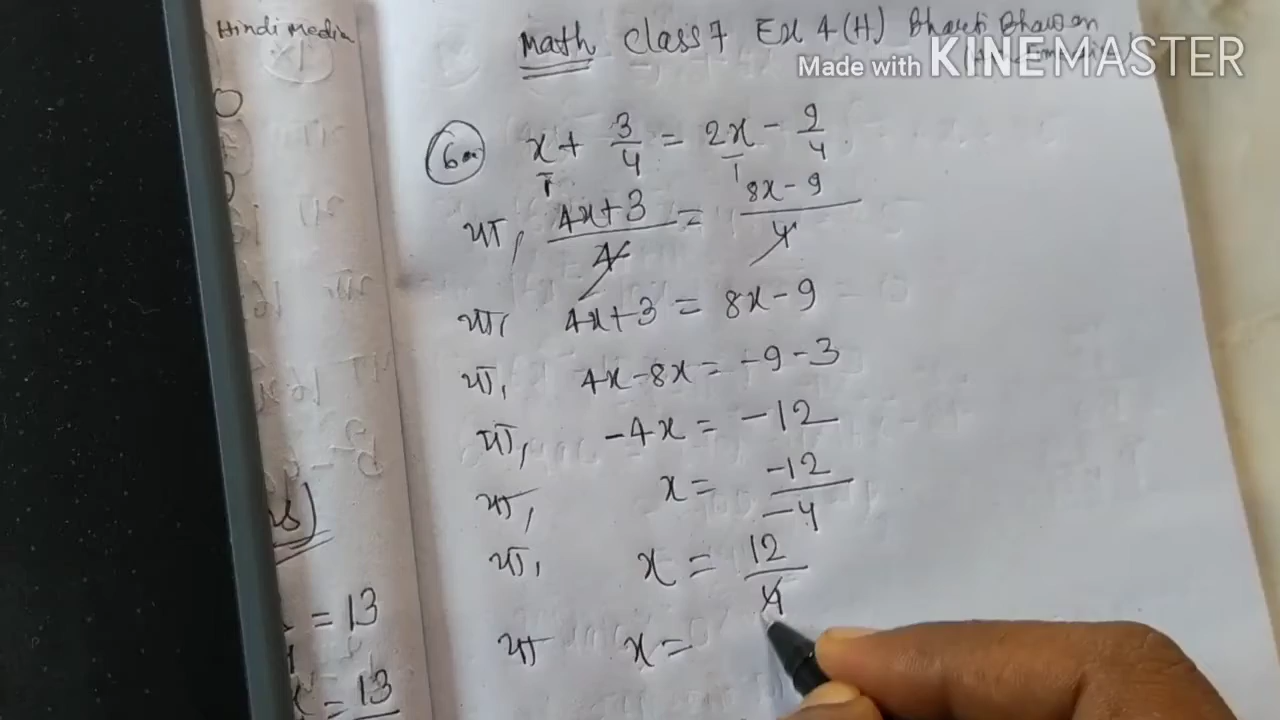 Hindi Media
Math Class 7 Ex 4 (H) Bharti Bhawan
Made with KINEMASTER
6(i) x + 3/4 = 2x - 9/4
या, 4x+3/4 = 8x-9/4
या, 4x+3 = 8x-9
या, 4x-8x = -9-3
या, -4x = -12
या, x = -12/-4
या, x = 12/4
या x =
= 13
x = 13